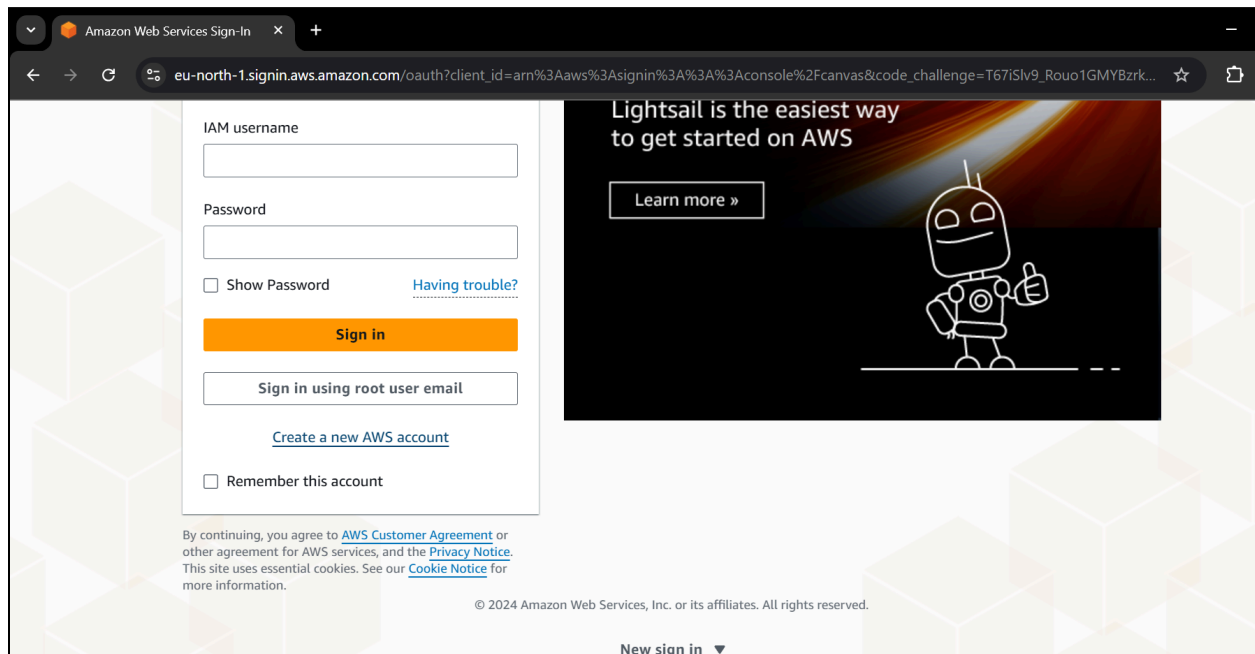 Amazon Web Services Sign-In
eu-north-1.signin.aws.amazon.com/oauth?client_id=arn%3Aaws%3Asignin%3A%3A%3Aconsole%2Fcanvas&code_challenge=T67iSlv9_Rouo1GMYBzrk...
IAM username
Password
Show Password Having trouble?
Sign in
Sign in using root user email
Create a new AWS account
Remember this account
By continuing, you agree to AWS Customer Agreement or
other agreement for AWS services, and the Privacy Notice.
This site uses essential cookies. See our Cookie Notice for
more information.
Lightsail is the easiest way
to get started on AWS
Learn more »
© 2024 Amazon Web Services, Inc. or its affiliates. All rights reserved.
New sign in ▼